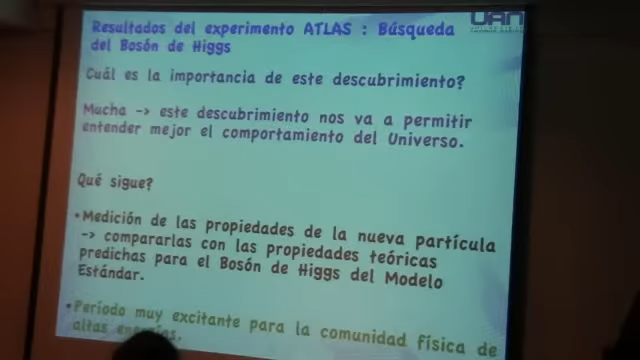 Resultados del experimento ATLAS : Búsqueda
del Bosón de Higgs
UAN
Cuál es la importancia de este descubrimiento?
Mucha -> este descubrimiento nos va a permitir
entender mejor el comportamiento del Universo.
Qué sigue?
•Medición de las propiedades de la nueva partícula
-> compararlas con las propiedades teóricas
predichas para el Bosón de Higgs del Modelo
Estándar.
•Período muy excitante para la comunidad física de
altas energías.